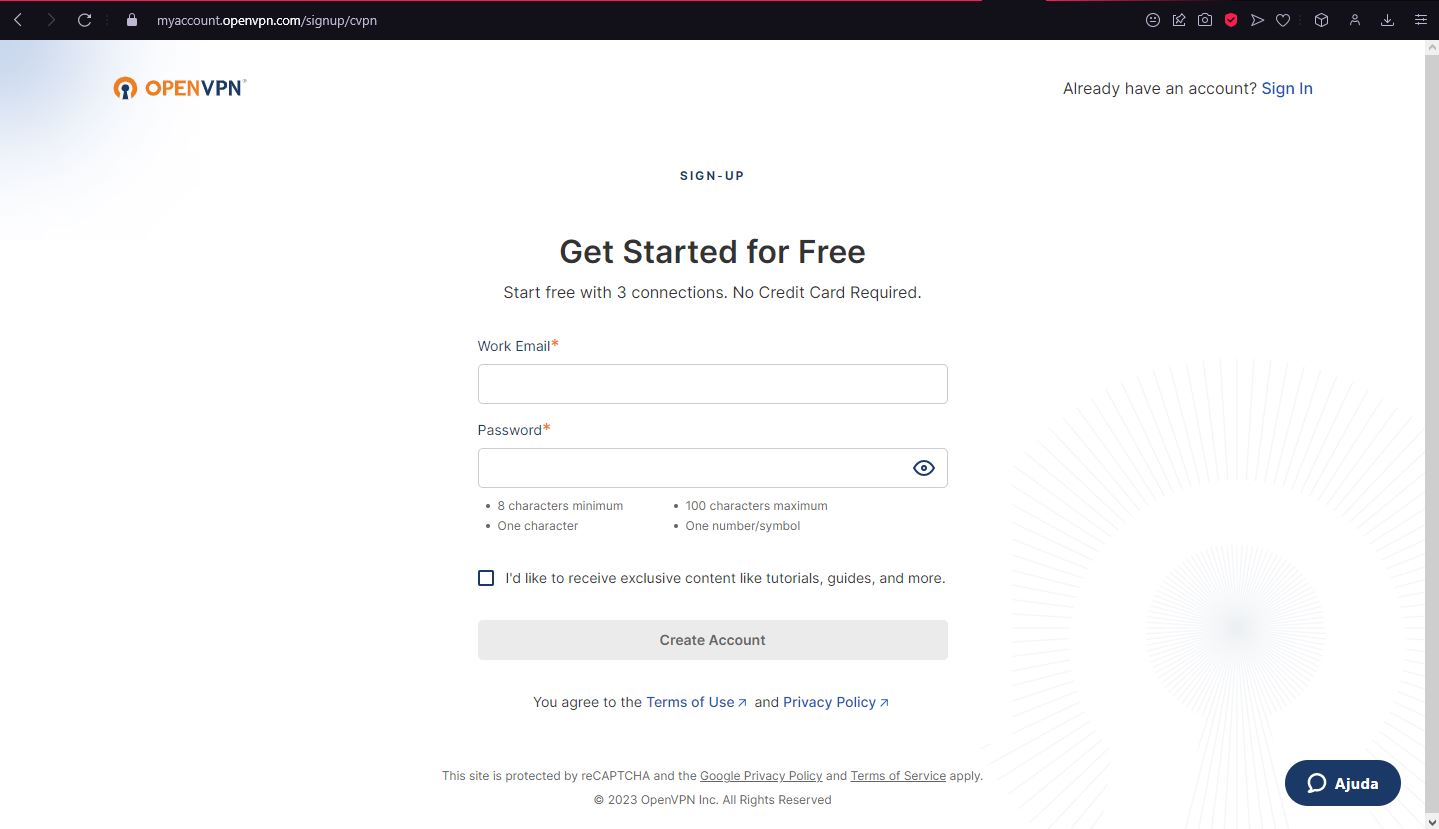 myaccount.openvpn.com/signup/cvpn
OPENVPN
Already have an account? Sign In
SIGN-UP
Get Started for Free
Start free with 3 connections. No Credit Card Required.
Work Email*
Password*
• 8 characters minimum
• 100 characters maximum
• One character
• One number/symbol
I'd like to receive exclusive content like tutorials, guides, and more.
Create Account
You agree to the Terms of Use and Privacy Policy
This site is protected by reCAPTCHA and the Google Privacy Policy and Terms of Service apply.
© 2023 OpenVPN Inc. All Rights Reserved
Ajuda